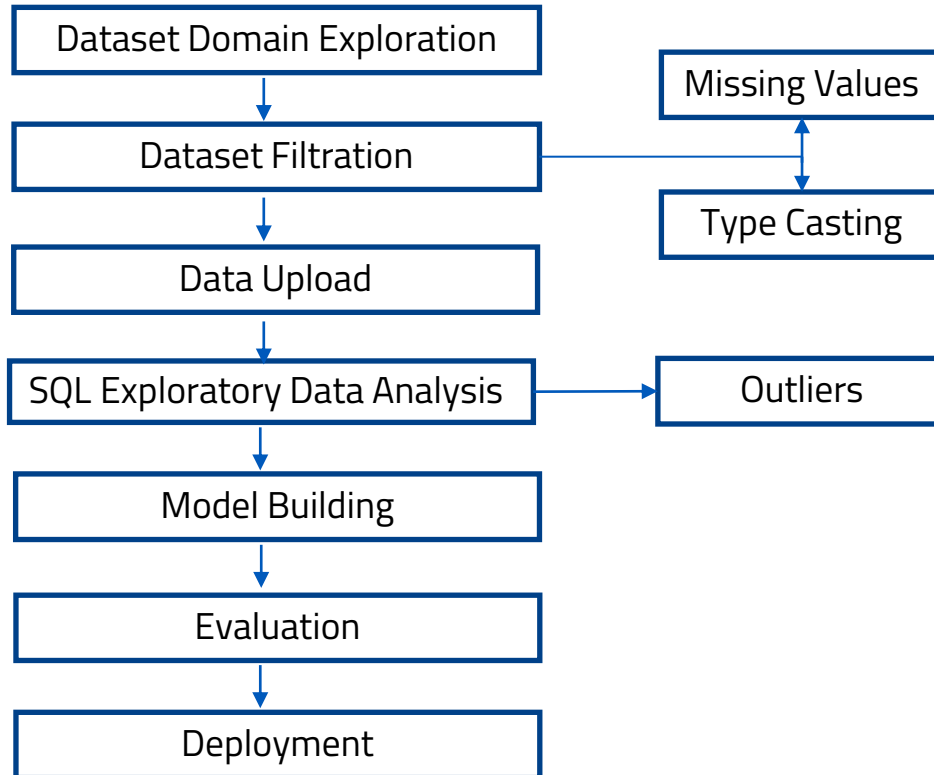 Dataset Domain Exploration
Missing Values
Dataset Filtration
Type Casting
Data Upload
SQL Exploratory Data Analysis
Outliers
Model Building
Evaluation
Deployment